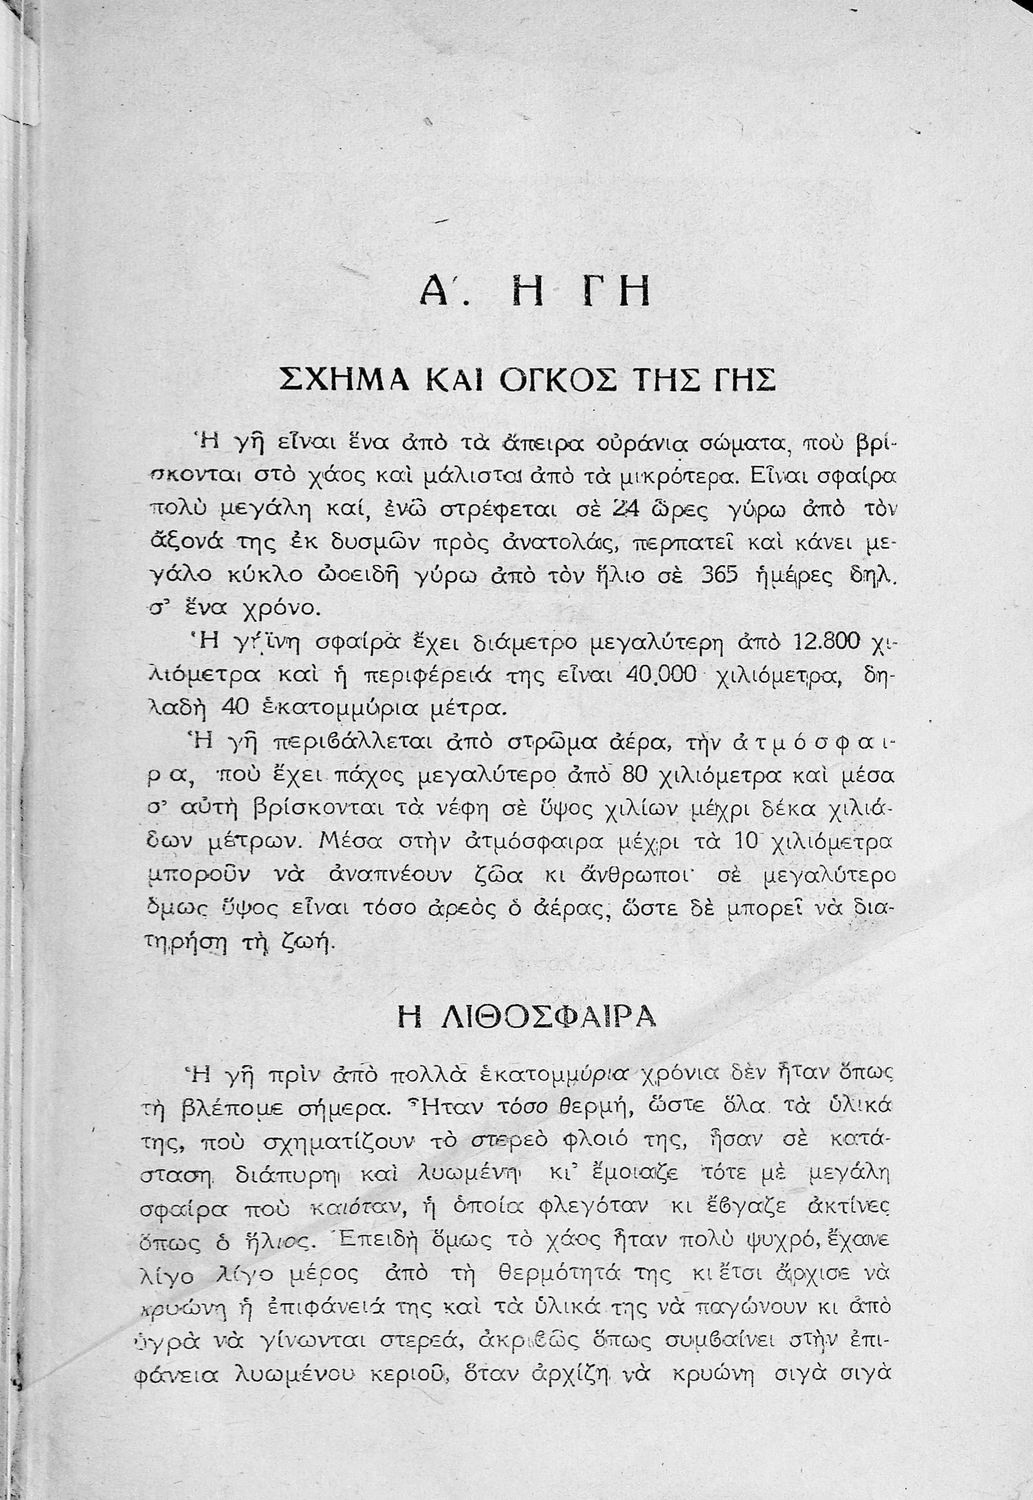 Α΄. Η ΓΗ
ΣΧΗΜΑ ΚΑΙ ΟΓΚΟΣ ΤΗΣ ΓΗΣ
Ἡ γῆ εἶναι ἕνα ἀπὸ τὰ ἄπειρα οὐράνια σώματα, ποὺ βρί-
σκονται στὸ χάος καὶ μάλιστα ἀπὸ τὰ μικρότερα. Εἶναι σφαίρα
πολὺ μεγάλη καί, ἐνῶ στρέφεται σὲ 24 ὧρες γύρω ἀπὸ τὸν
ἄξονά της ἐκ δυσμῶν πρὸς ἀνατολάς, περπατεῖ καὶ κάνει με-
γάλο κύκλο ὠοειδῆ γύρω ἀπὸ τὸν ἥλιο σὲ 365 ἡμέρες δηλ.
σ᾽ ἕνα χρόνο.
Ἡ γήϊνη σφαίρα ἔχει διάμετρο μεγαλύτερη ἀπὸ 12.800 χι-
λιόμετρα καὶ ἡ περιφέρειά της εἶναι 40.000 χιλιόμετρα, δη-
λαδὴ 40 ἑκατομμύρια μέτρα.
Ἡ γῆ περιβάλλεται ἀπὸ στρῶμα ἀέρα, τὴν ἀ τ μ ό σ φ α ι-
ρ α, ποὺ ἔχει πάχος μεγαλύτερο ἀπὸ 80 χιλιόμετρα καὶ μέσα
σ᾽ αὐτὴ βρίσκονται τὰ νέφη σὲ ὕψος χιλίων μέχρι δέκα χιλιά-
δων μέτρων. Μέσα στὴν ἀτμόσφαιρα μέχρι τὰ 10 χιλιόμετρα
μποροῦν νὰ ἀναπνέουν ζῶα κι ἄνθρωποι· σὲ μεγαλύτερο
ὅμως ὕψος εἶναι τόσο ἀρεὸς ὁ ἀέρας, ὥστε δὲ μπορεῖ νὰ δια-
τηρήση τὴ ζωή.
Η ΛΙΘΟΣΦΑΙΡΑ
Ἡ γῆ πρὶν ἀπὸ πολλὰ ἑκατομμύρια χρόνια δὲν ἦταν ὅπως
τὴ βλέπουμε σήμερα. Ἦταν τόσο θερμή, ὥστε ὅλα τὰ ὑλικά
της, ποὺ σχηματίζουν τὸ στερεὸ φλοιό της, ἦσαν σὲ κατά-
σταση διάπυρη καὶ λυωμένη κι᾽ ἔμοιαζε τότε μὲ μεγάλη
σφαίρα ποὺ καιόταν, ἡ ὁποία φλεγόταν κι ἔβγαζε ἀκτίνες
ὅπως ὁ ἥλιος. Ἐπειδὴ ὅμως τὸ χάος ἦταν πολὺ ψυχρό, ἔχανε
λίγο λίγο μέρος ἀπὸ τὴ θερμότητά της κι ἔτσι ἄρχισε νὰ
κρυώνη ἡ ἐπιφάνειά της καὶ τὰ ὑλικά της νὰ παγώνουν κι ἀπὸ
ὑγρὰ νὰ γίνωνται στερεά, ἀκριβῶς ὅπως συμβαίνει στὴν ἐπι-
φάνεια λυωμένου κεριοῦ, ὅταν ἀρχίζη νὰ κρυώνη σιγὰ σιγὰ